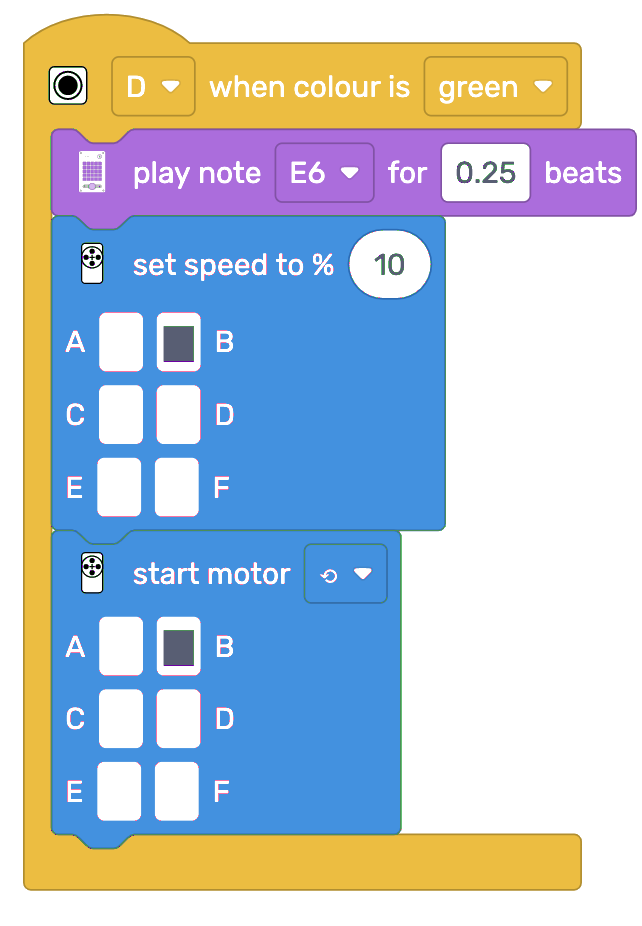 D when colour is green
play note E6 for 0.25 beats
set speed to % 10
A B
C D
E F
start motor
A B
C D
E F